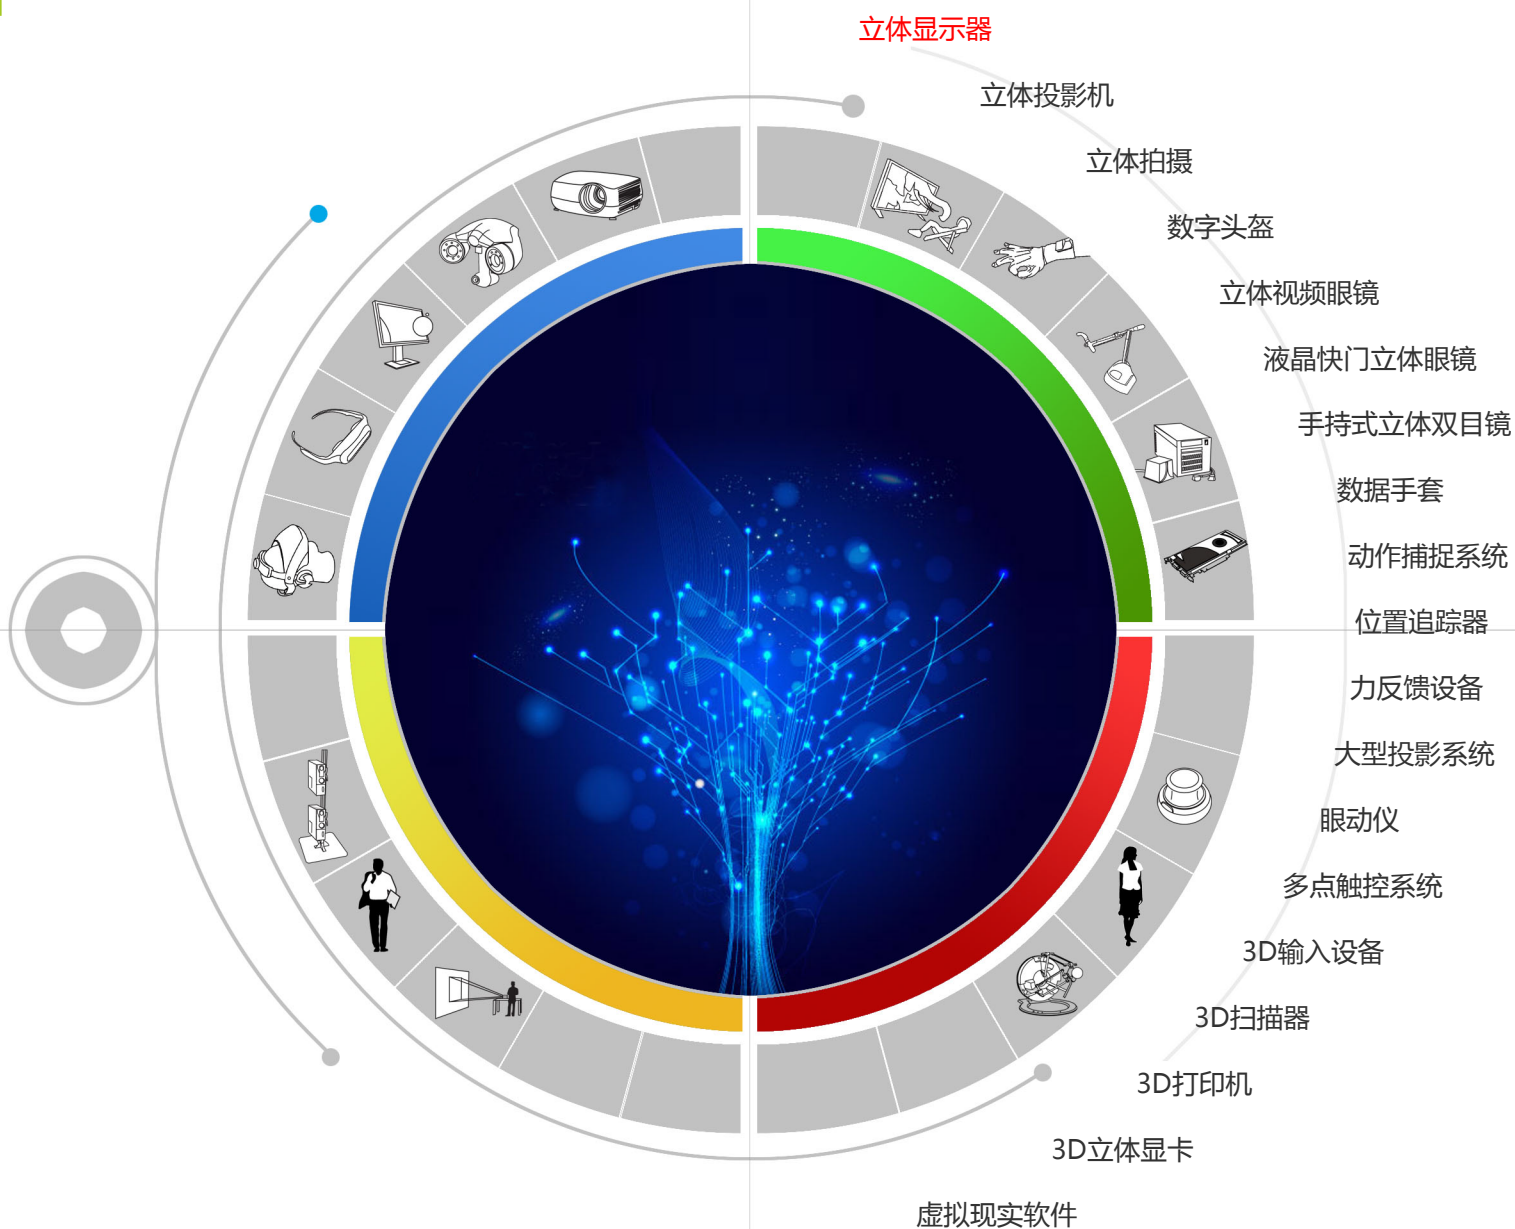 立体显示器
立体投影机
立体拍摄
数字头盔
立体视频眼镜
液晶快门立体眼镜
手持式立体双目镜
数据手套
动作捕捉系统
位置追踪器
力反馈设备
大型投影系统
眼动仪
多点触控系统
3D输入设备
3D扫描器
3D打印机
3D立体显卡
虚拟现实软件